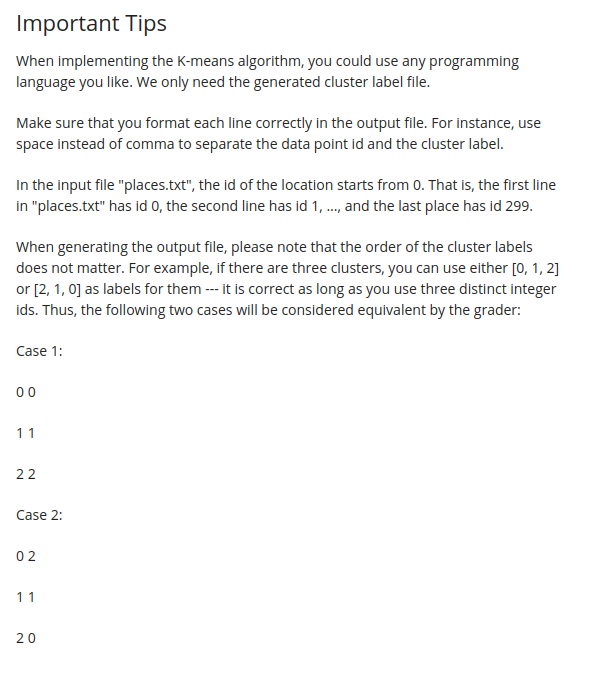 Important Tips
When implementing the K-means algorithm, you could use any programming
language you like. We only need the generated cluster label file.
Make sure that you format each line correctly in the output file. For instance, use
space instead of comma to separate the data point id and the cluster label.
In the input file "places.txt", the id of the location starts from 0. That is, the first line
in "places.txt" has id 0, the second line has id 1, ..., and the last place has id 299.
When generating the output file, please note that the order of the cluster labels
does not matter. For example, if there are three clusters, you can use either [0, 1, 2]
or [2, 1, 0] as labels for them --- it is correct as long as you use three distinct integer
ids. Thus, the following two cases will be considered equivalent by the grader:
Case 1:
0 0
1 1
2 2
Case 2:
0 2
1 1
2 0